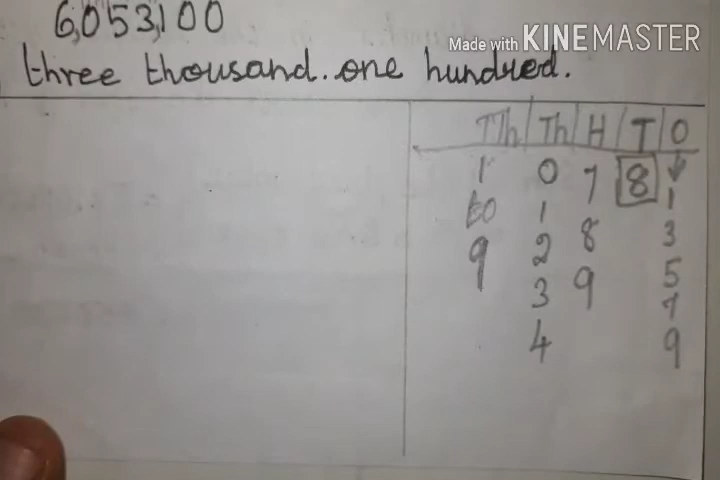 6,053,100
Made with KINEMASTER
three thousand. one hundred.
TTh Th H T O
1 0 7 8 1
to 1 8 3
9 2 9 5
3 7
4 9